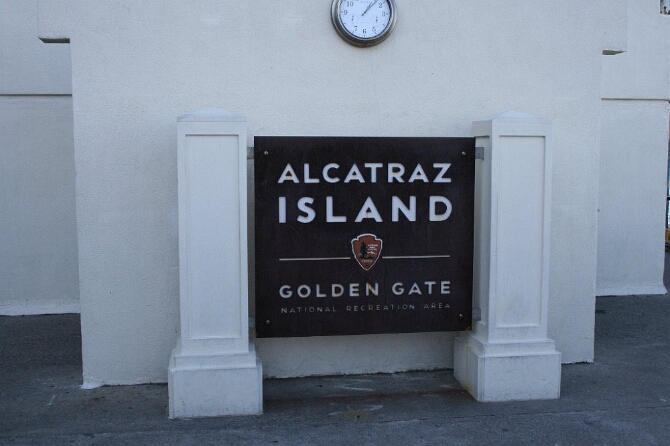 ALCATRAZ
ISLAND
GOLDEN GATE
NATIONAL RECREATION AREA